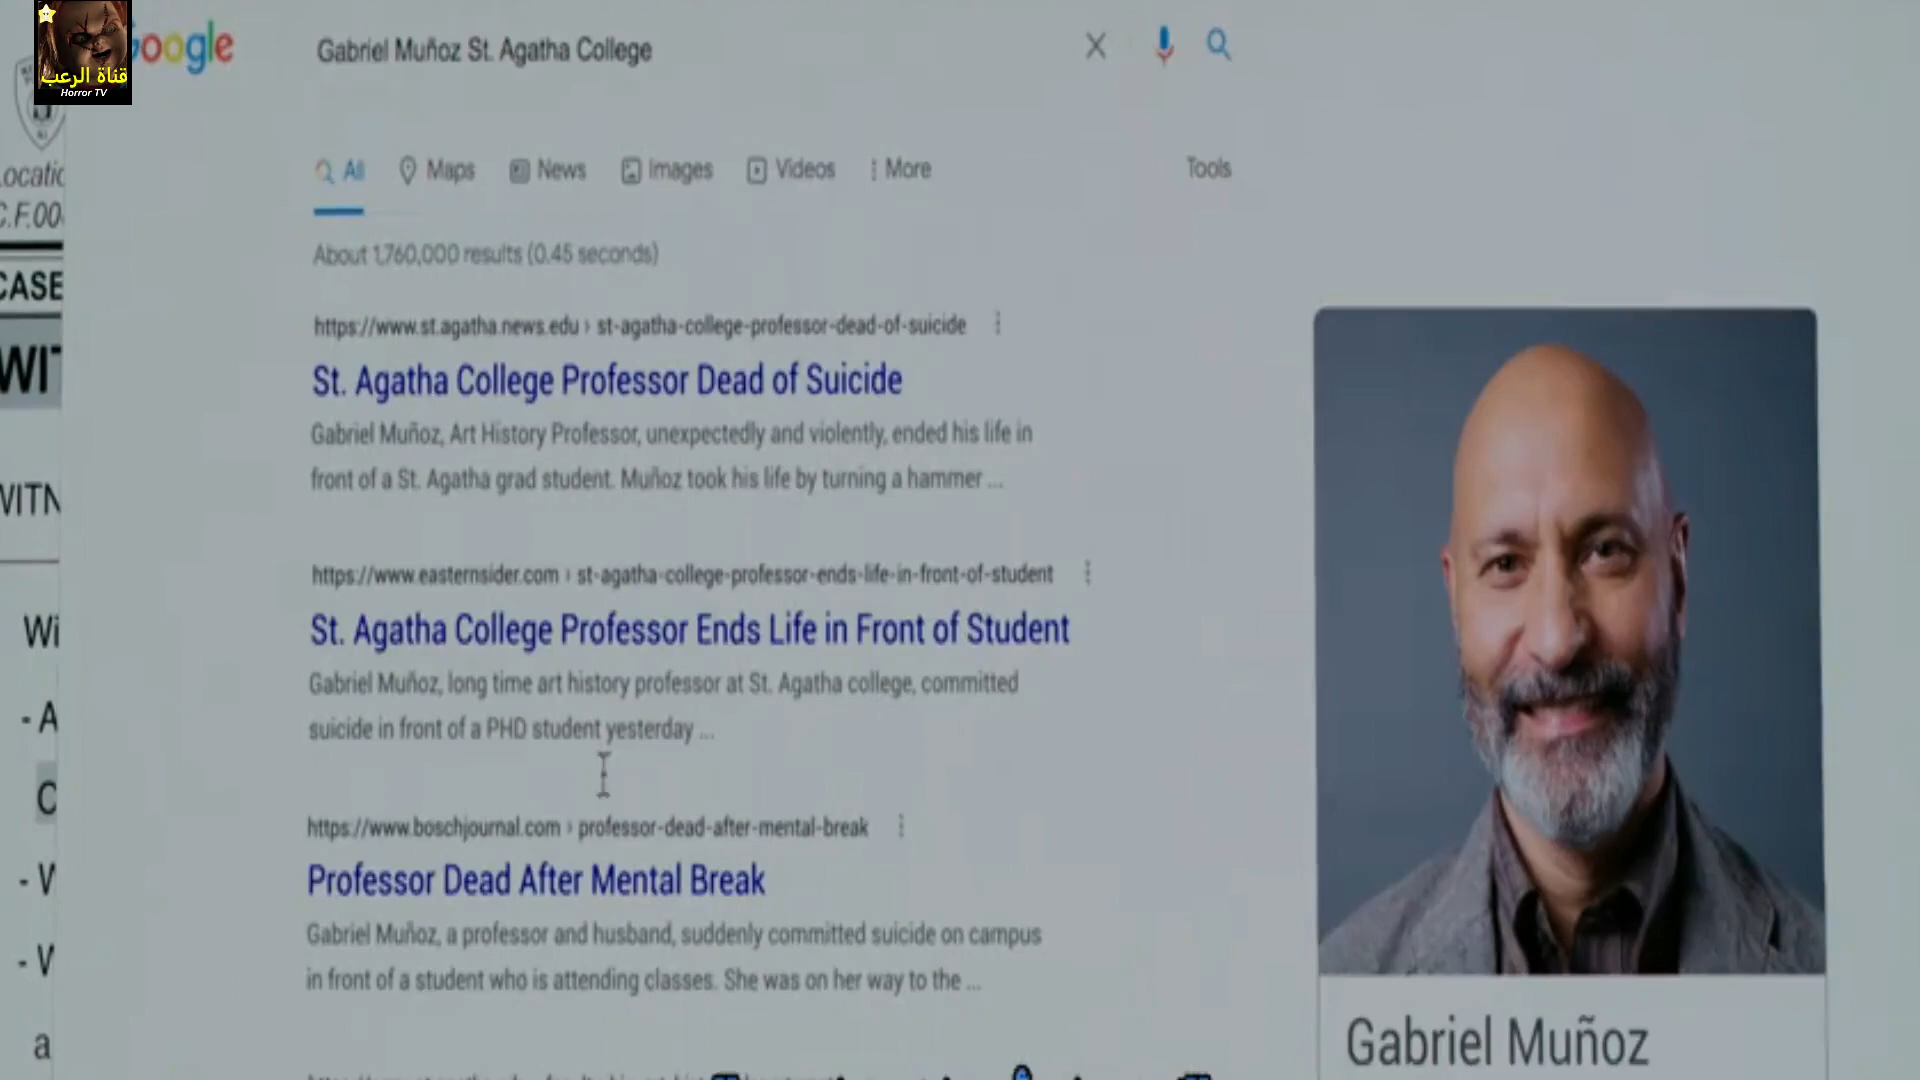 Google
Gabriel Muñoz St. Agatha College
قناة الرعب
Horror TV
All Maps News Images Videos More Tools
About 1,760,000 results (0.45 seconds)
https://www.st.agatha.news.edu › st-agatha-college-professor-dead-of-suicide
St. Agatha College Professor Dead of Suicide
Gabriel Muñoz, Art History Professor, unexpectedly and violently, ended his life in
front of a St. Agatha grad student. Muñoz took his life by turning a hammer ...
https://www.easternsider.com › st-agatha-college-professor-ends-life-in-front-of-student
St. Agatha College Professor Ends Life in Front of Student
Gabriel Muñoz, long time art history professor at St. Agatha college, committed
suicide in front of a PHD student yesterday ...
https://www.boschjournal.com › professor-dead-after-mental-break
Professor Dead After Mental Break
Gabriel Muñoz, a professor and husband, suddenly committed suicide on campus
in front of a student who is attending classes. She was on her way to the ...
Gabriel Muñoz
ocatic
C.F.00
CASE
WIT
WITN
Wi
- A
C
- W
- W
a